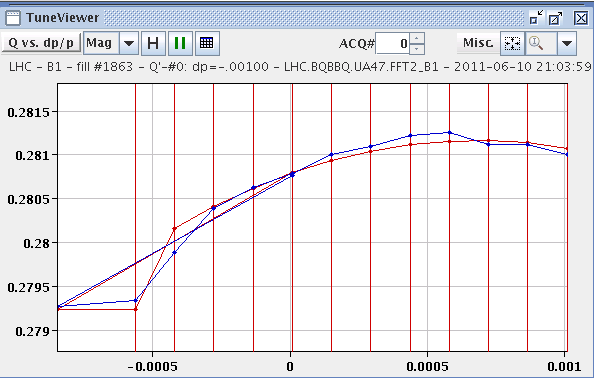 TuneViewer
Q vs. dp/p Mag H ACQ# 0 Misc.
LHC - B1 - fill #1863 - Q'-#0: dp=-.00100 - LHC.BQBBQ.UA47.FFT2_B1 - 2011-06-10 21:03:59
0.2815
0.281
0.2805
0.28
0.2795
0.279
-0.0005 0 0.0005 0.001